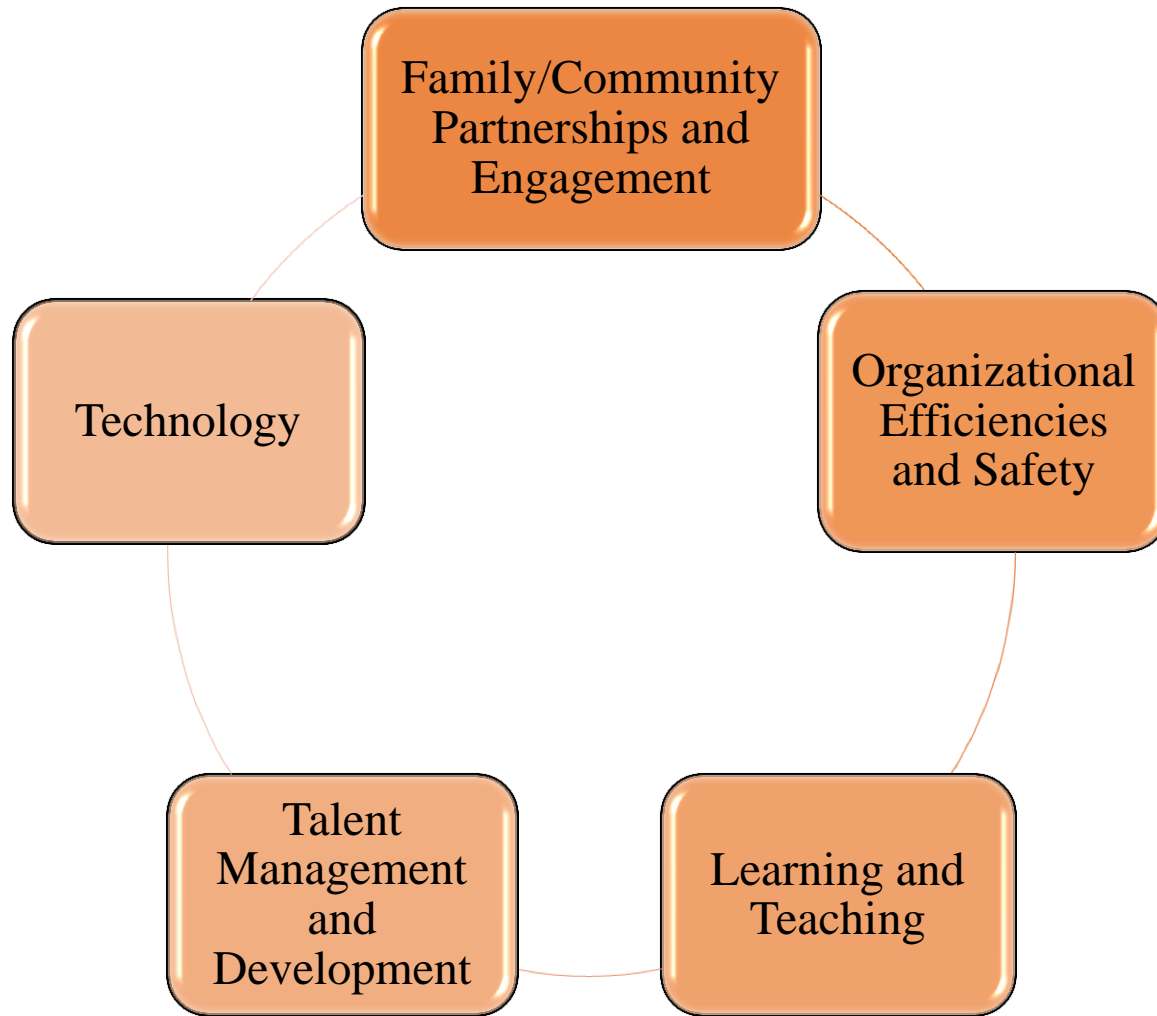 Family/Community
Partnerships and
Engagement
Organizational
Efficiencies
and Safety
Learning and
Teaching
Talent
Management
and
Development
Technology